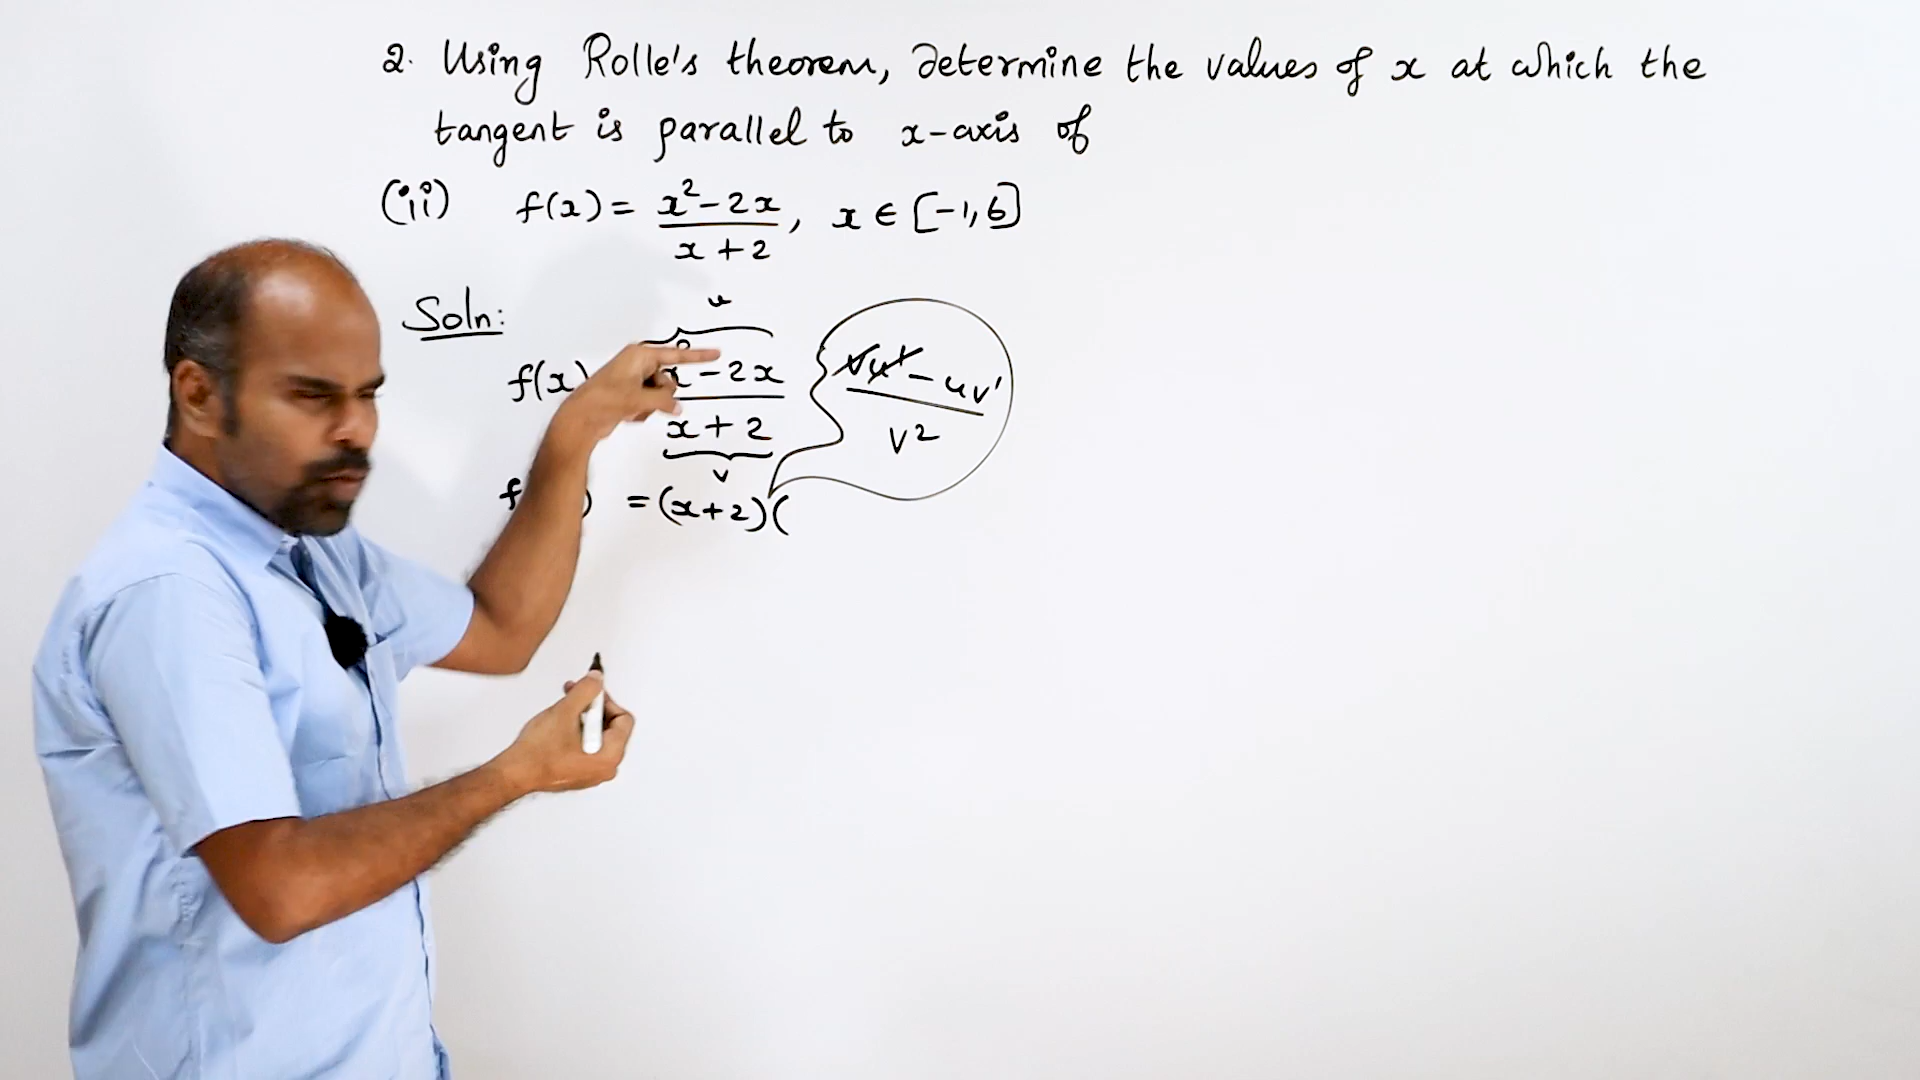 2. Using Rolle's theorem, determine the values of x at which the
tangent is parallel to x-axis of
(ii) f(x) = x²-2x / x+2, x ∈ [-1,6]
Soln:
u
f(x) x²-2x / x+2
vu' - uv' / v²
v
f ) = (x+2)(